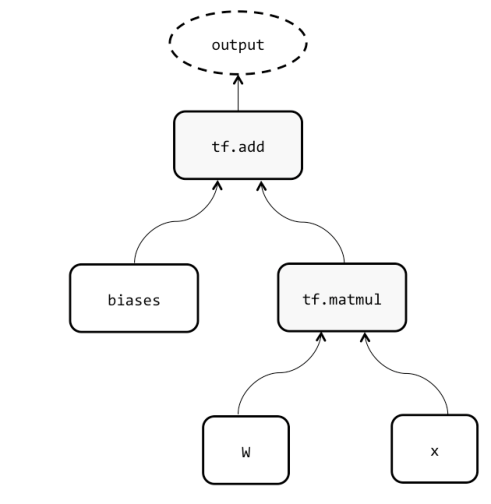 output
tf.add
biases
tf.matmul
W
x